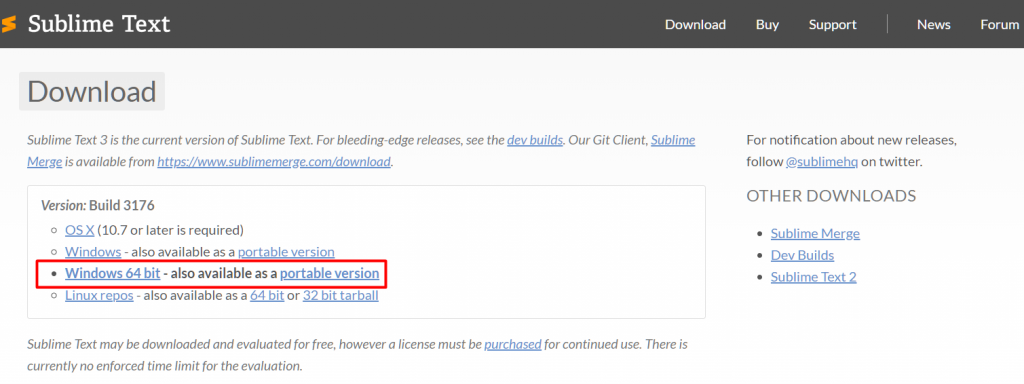 Sublime Text
Download Buy Support News Forum
Download
Sublime Text 3 is the current version of Sublime Text. For bleeding-edge releases, see the dev builds. Our Git Client, Sublime
Merge is available from https://www.sublimemerge.com/download.
Version: Build 3176
OS X (10.7 or later is required)
Windows - also available as a portable version
Windows 64 bit - also available as a portable version
Linux repos - also available as a 64 bit or 32 bit tarball
Sublime Text may be downloaded and evaluated for free, however a license must be purchased for continued use. There is
currently no enforced time limit for the evaluation.
For notification about new releases,
follow @sublimehq on twitter.
OTHER DOWNLOADS
Sublime Merge
Dev Builds
Sublime Text 2